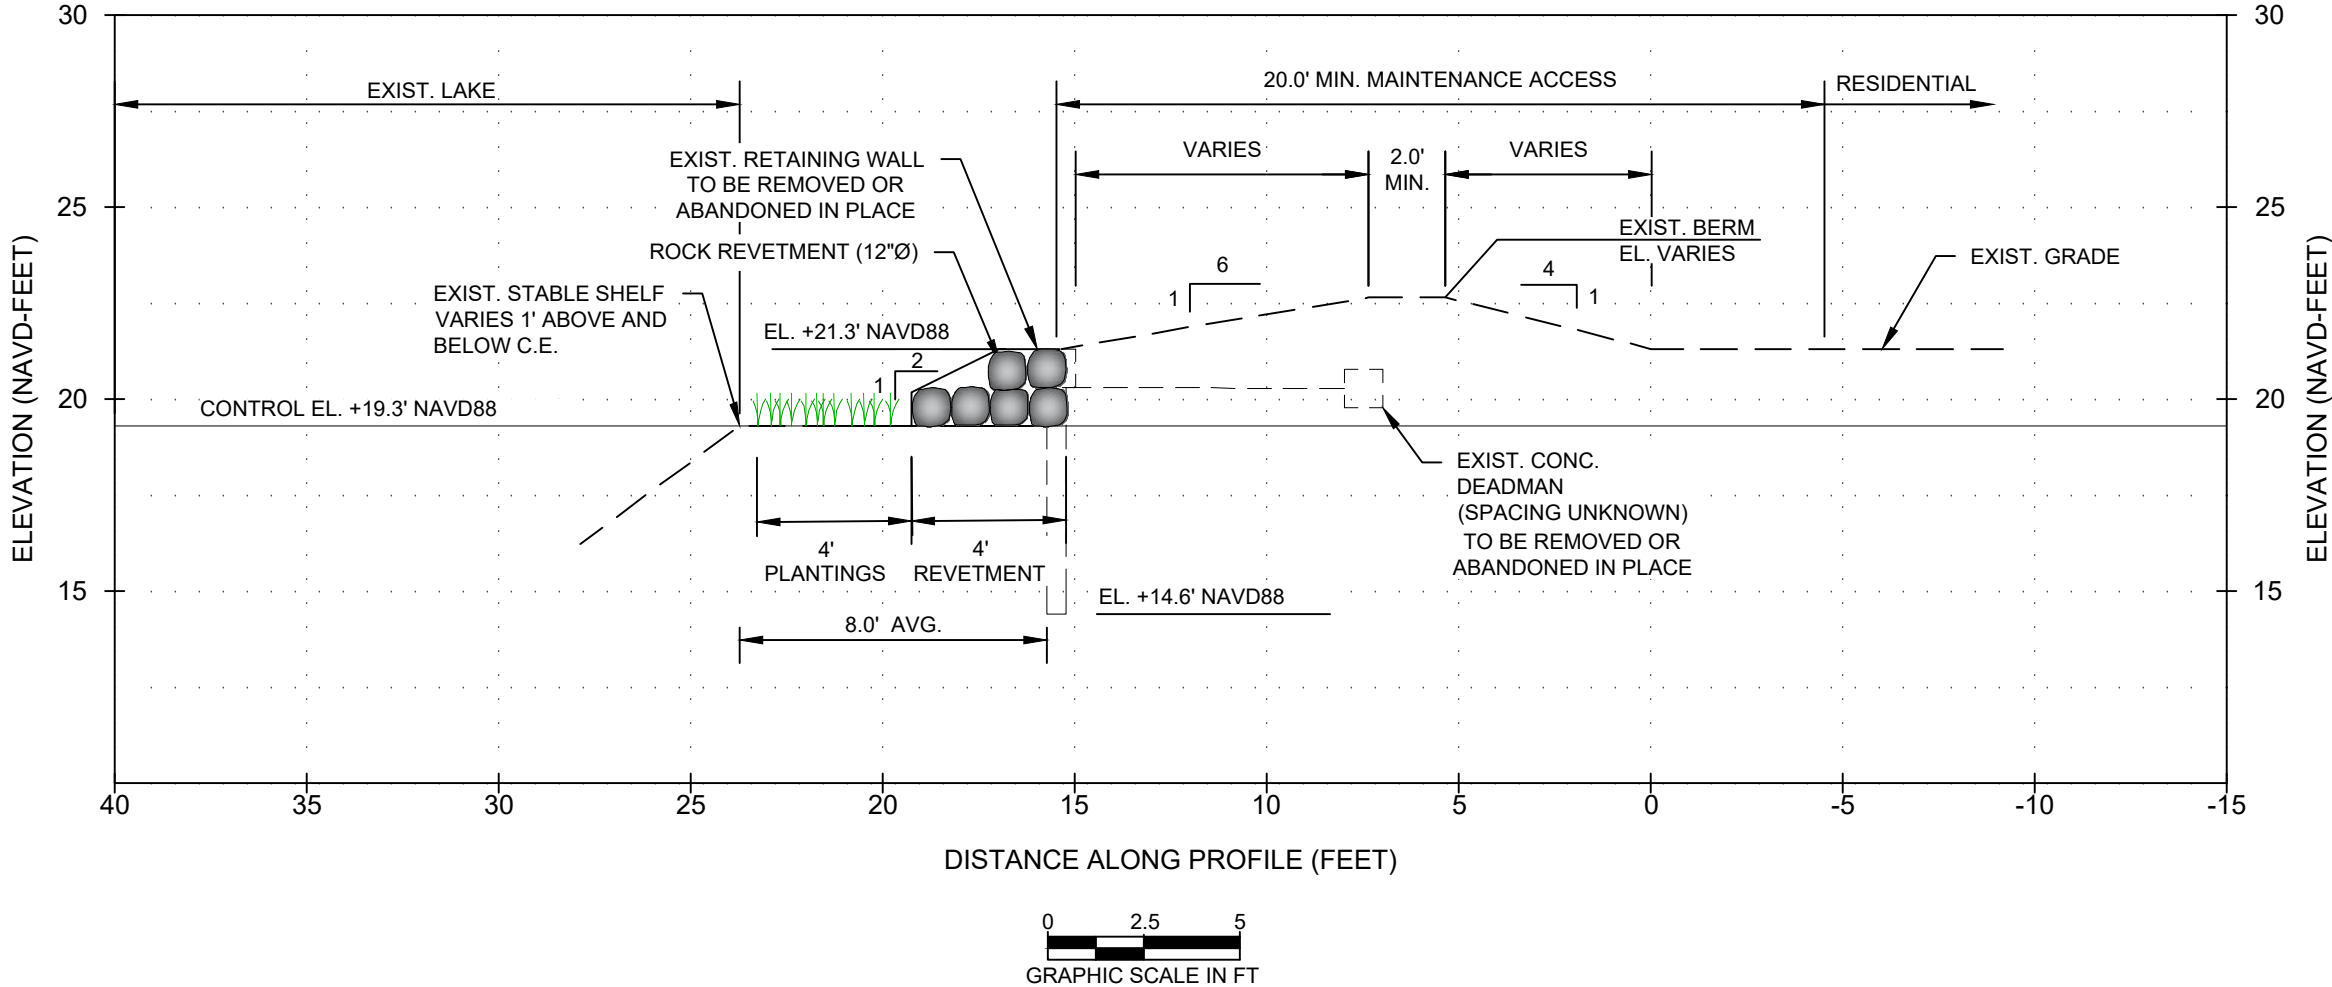 30
30
EXIST. LAKE
20.0' MIN. MAINTENANCE ACCESS
RESIDENTIAL
EXIST. RETAINING WALL
TO BE REMOVED OR
ABANDONED IN PLACE
VARIES
2.0'
MIN.
VARIES
25
25
ROCK REVETMENT (12"Ø)
EXIST. BERM
EL. VARIES
EXIST. GRADE
EXIST. STABLE SHELF
VARIES 1' ABOVE AND
BELOW C.E.
6
1
4
1
EL. +21.3' NAVD88
2
1
20
20
CONTROL EL. +19.3' NAVD88
ELEVATION (NAVD-FEET)
ELEVATION (NAVD-FEET)
EXIST. CONC.
DEADMAN
(SPACING UNKNOWN)
TO BE REMOVED OR
ABANDONED IN PLACE
4'
PLANTINGS
4'
REVETMENT
15
15
EL. +14.6' NAVD88
8.0' AVG.
40
35
30
25
20
15
10
5
0
-5
-10
-15
DISTANCE ALONG PROFILE (FEET)
0
2.5
5
GRAPHIC SCALE IN FT